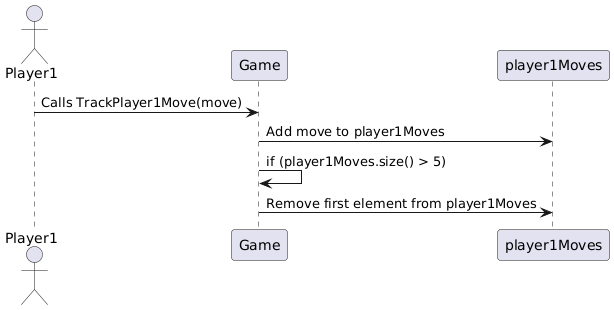 Player1
Game
player1Moves
Calls TrackPlayer1Move(move)
Add move to player1Moves
if (player1Moves.size() > 5)
Remove first element from player1Moves
Player1
Game
player1Moves